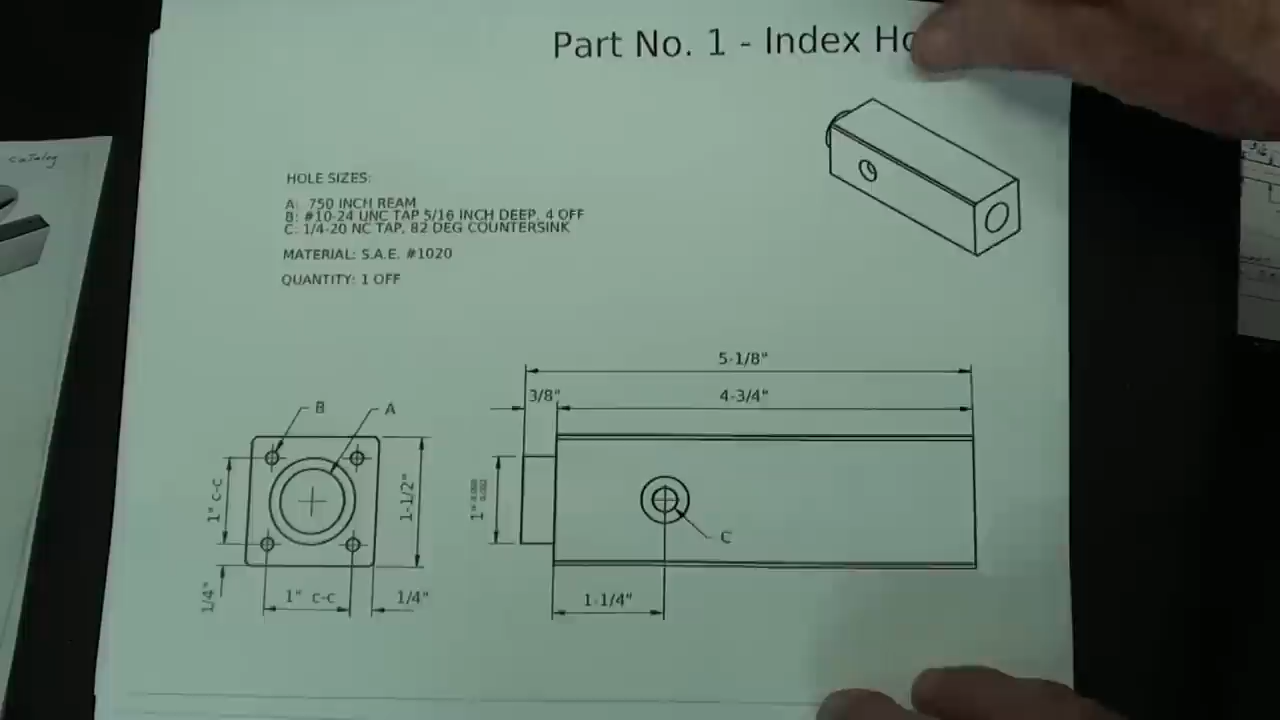 Part No. 1 - Index Ho
catalog
HOLE SIZES:
A: .750 INCH REAM
B: #10-24 UNC TAP 5/16 INCH DEEP, 4 OFF
C: 1/4-20 NC TAP, 82 DEG COUNTERSINK
MATERIAL: S.A.E. #1020
QUANTITY: 1 OFF
5-1/8"
3/8"
4-3/4"
B
A
1" C-C
1-1/2"
1"
C
1/4"
1" C-C
1/4"
1-1/4"